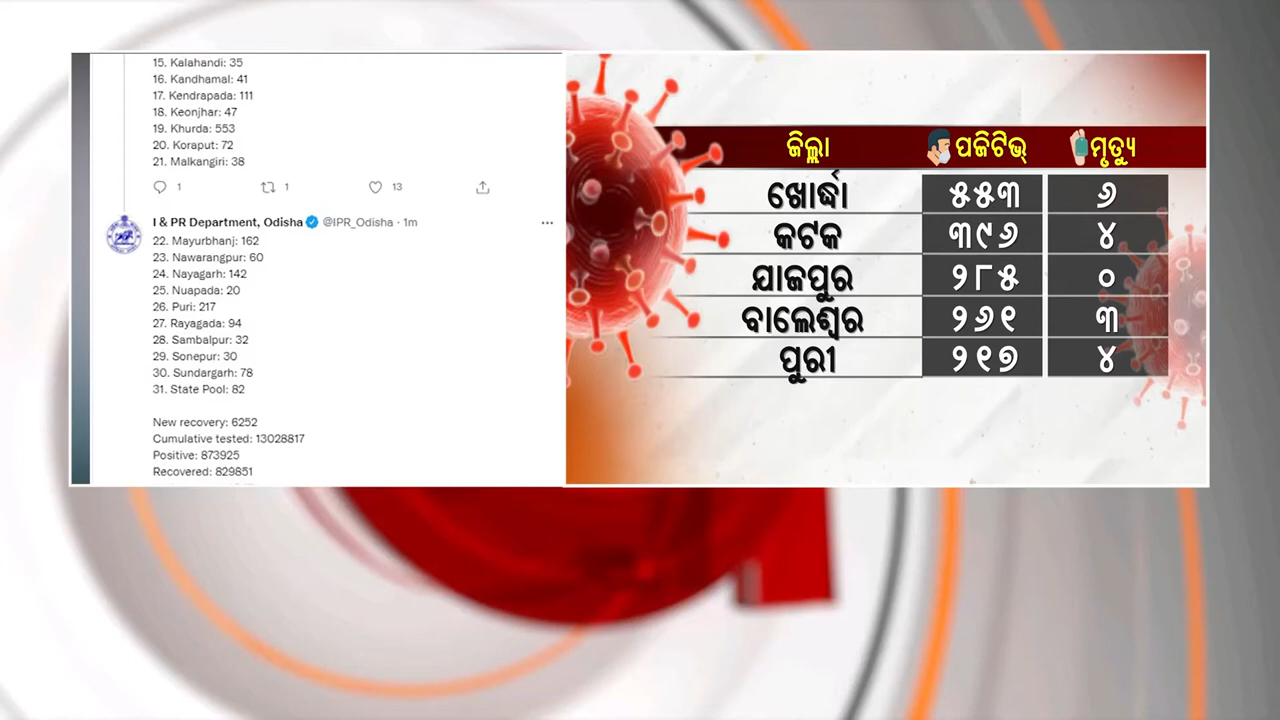 15. Kalahandi: 35
16. Kandhamal: 41
17. Kendrapada: 111
18. Keonjhar: 47
19. Khurda: 553
20. Koraput: 72
21. Malkangiri: 38
1 1 13
I & PR Department, Odisha @IPR_Odisha · 1m
22. Mayurbhanj: 162
23. Nawarangpur: 60
24. Nayagarh: 142
25. Nuapada: 20
26. Puri: 217
27. Rayagada: 94
28. Sambalpur: 32
29. Sonepur: 30
30. Sundargarh: 78
31. State Pool: 82
New recovery: 6252
Cumulative tested: 13028817
Positive: 873925
Recovered: 829851
ଜିଲ୍ଲା ପଜିଟିଭ୍ ମୃତ୍ୟୁ
ଖୋର୍ଦ୍ଧା ୫୫୩ ୬
କଟକ ୩୯୬ ୪
ଯାଜପୁର ୨୮୫ ୦
ବାଲେଶ୍ୱର ୨୬୧ ୩
ପୁରୀ ୨୧୭ ୪